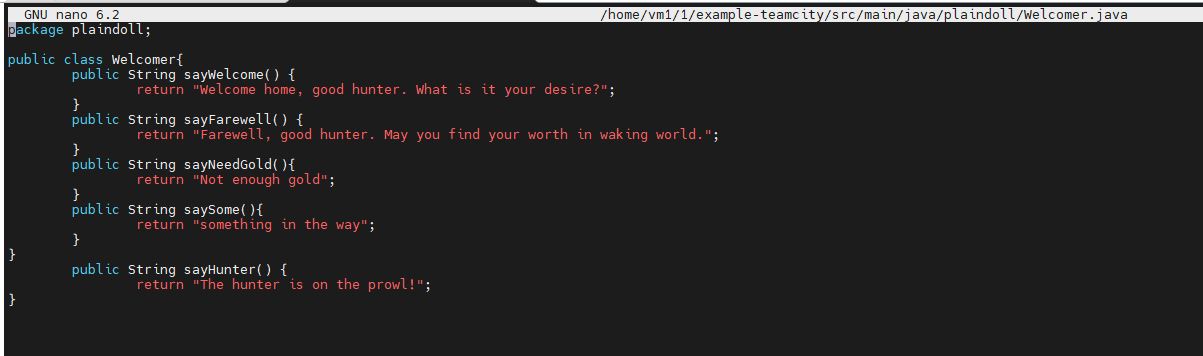 GNU nano 6.2 /home/vm1/1/example-teamcity/src/main/java/plaindoll/Welcomer.java
package plaindoll;
public class Welcomer{
public String sayWelcome() {
return "Welcome home, good hunter. What is it your desire?";
}
public String sayFarewell() {
return "Farewell, good hunter. May you find your worth in waking world.";
}
public String sayNeedGold(){
return "Not enough gold";
}
public String saySome(){
return "something in the way";
}
}
public String sayHunter() {
return "The hunter is on the prowl!";
}